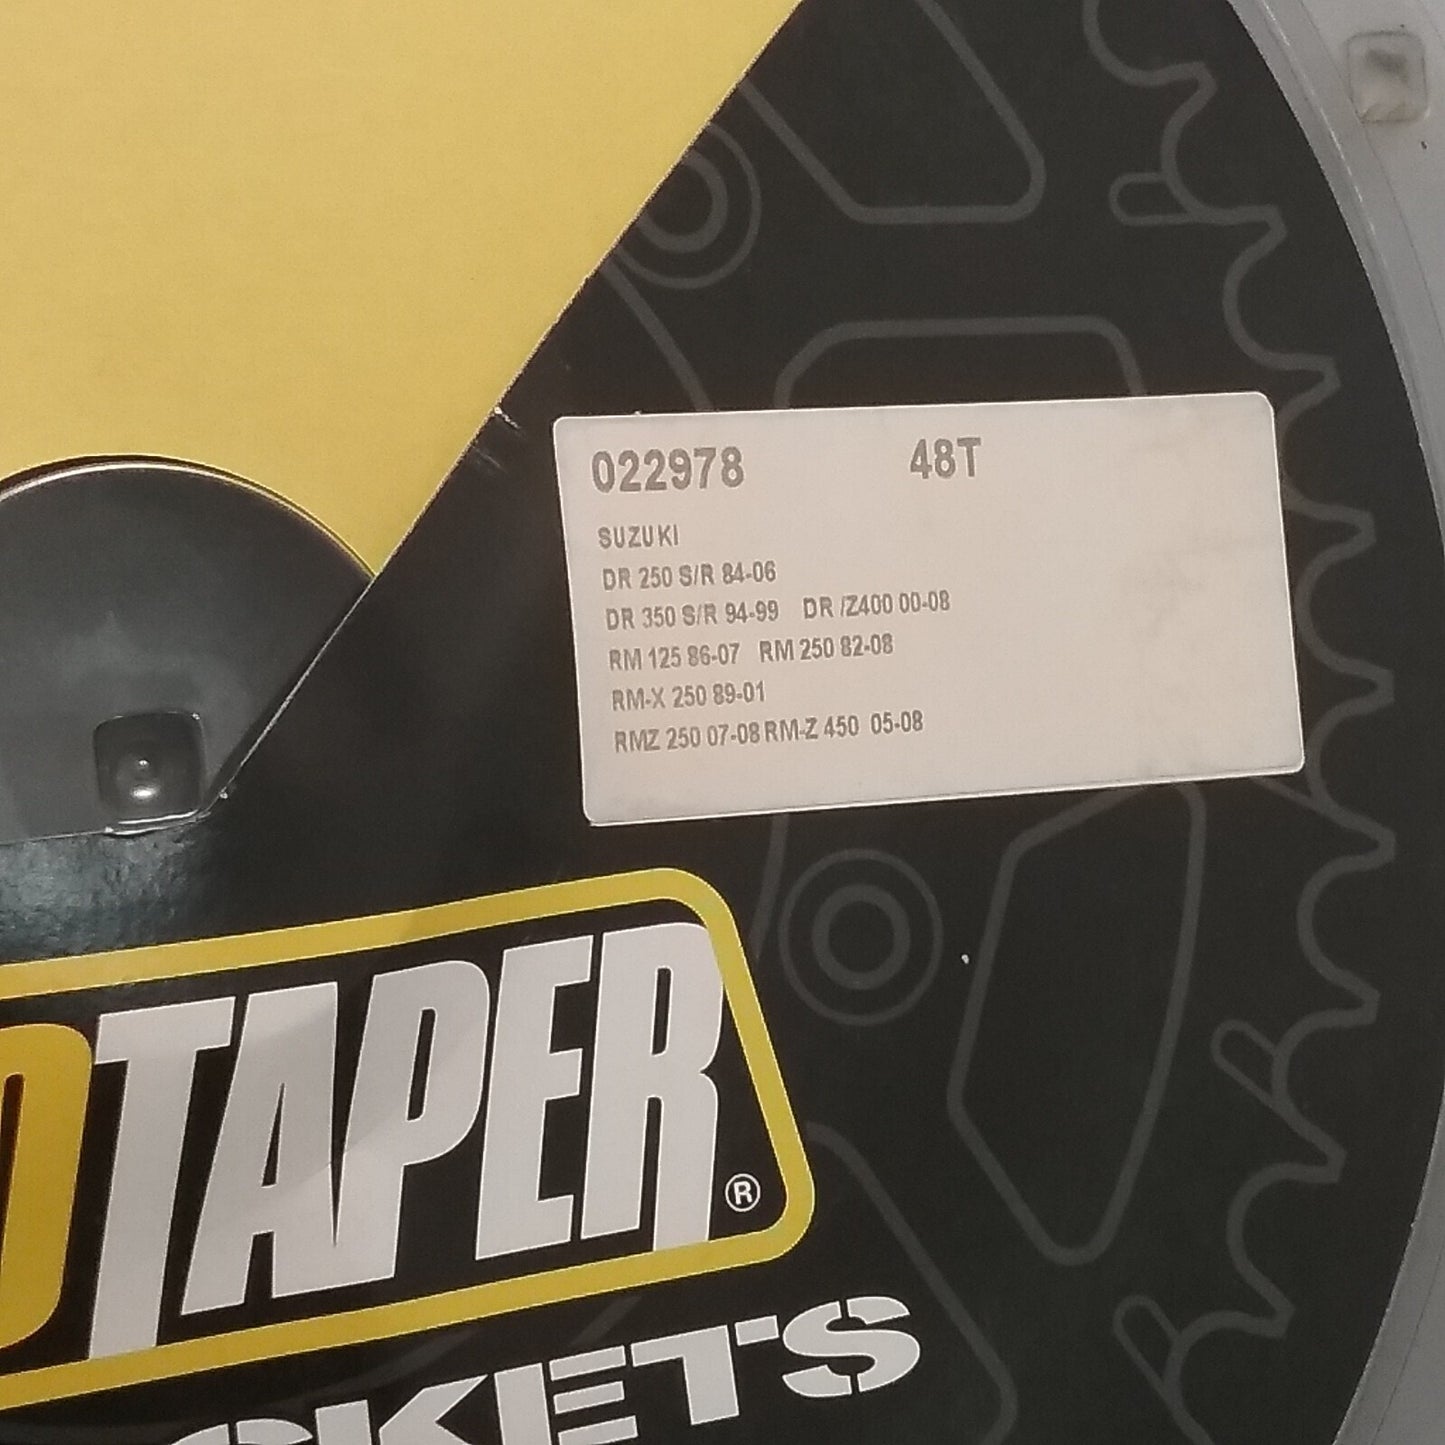 022978 48T
SUZUKI
DR 250 S/R 84-06
DR 350 S/R 94-99 DR /Z400 00-08
RM 125 86-07 RM 250 82-08
RM-X 250 89-01
RMZ 250 07-08 RM-Z 450 05-08
OTAPER®
CKETS